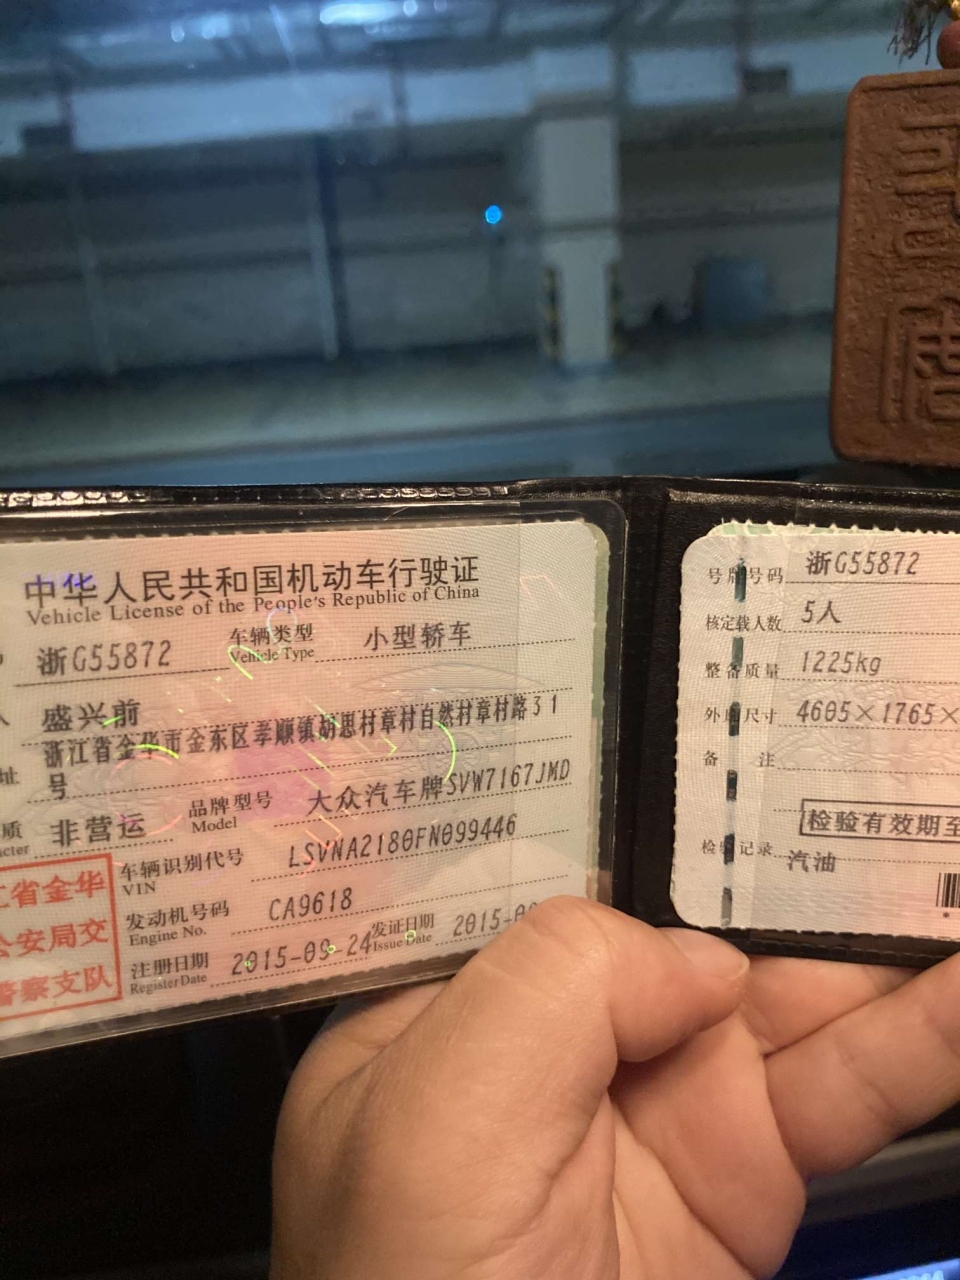 中华人民共和国机动车行驶证
Vehicle License of the People's Republic of China
浙G55872 车辆类型 小型轿车
Vehicle Type
盛兴前
址 浙江省金华市金东区孝顺镇胡思村章村自然村章村路31
号
质 非营运 品牌型号 大众汽车牌SVW7167JMD
acter Model
江省金华
公安局交
警察支队
车辆识别代号 LSVNA2180FN099446
VIN
发动机号码 CA9618
Engine No.
注册日期 2015-09-24 发证日期 2015-09
Register Date Issue Date
号牌号码 浙G55872
核定载人数 5人
整备质量 1225kg
外廓尺寸 4605×1765×
备 注
检验有效期至
检验记录 汽油